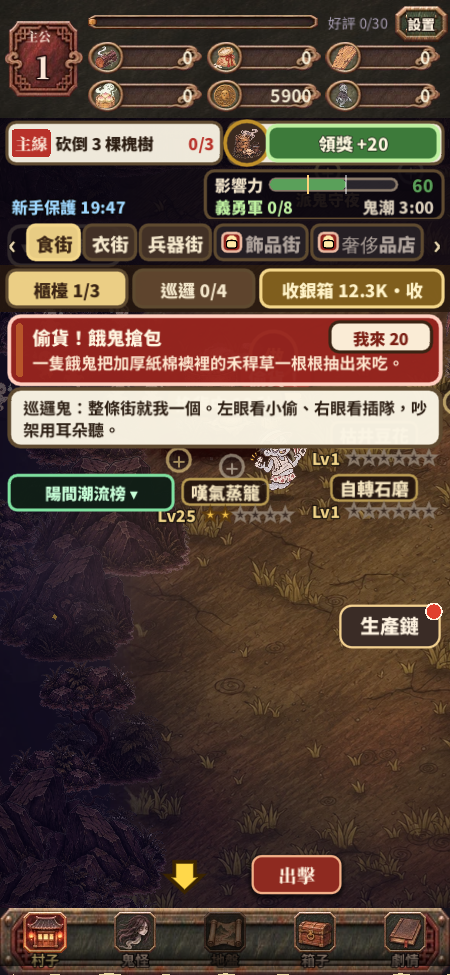 主公
1
好評 0/30
設置
0
0
0
0
5900
0
主線 砍倒 3 棵槐樹 0/3
領獎 +20
影響力 60
新手保護 19:47
義勇軍 0/8 鬼潮 3:00
‹ 食街 衣街 兵器街 飾品街 奢侈品店 ›
櫃檯 1/3
巡邏 0/4
收銀箱 12.3K・收
偷貨！餓鬼搶包
我來 20
一隻餓鬼把加厚紙棉襖裡的禾稈草一根根抽出來吃。
巡邏鬼：整條街就我一個。左眼看小偷、右眼看插隊，吵
架用耳朵聽。
Lv1
陽間潮流榜 ▾
嘆氣蒸籠
自轉石磨
Lv25
Lv1
生產鏈
出擊
村子
鬼怪
地盤
箱子
劇情